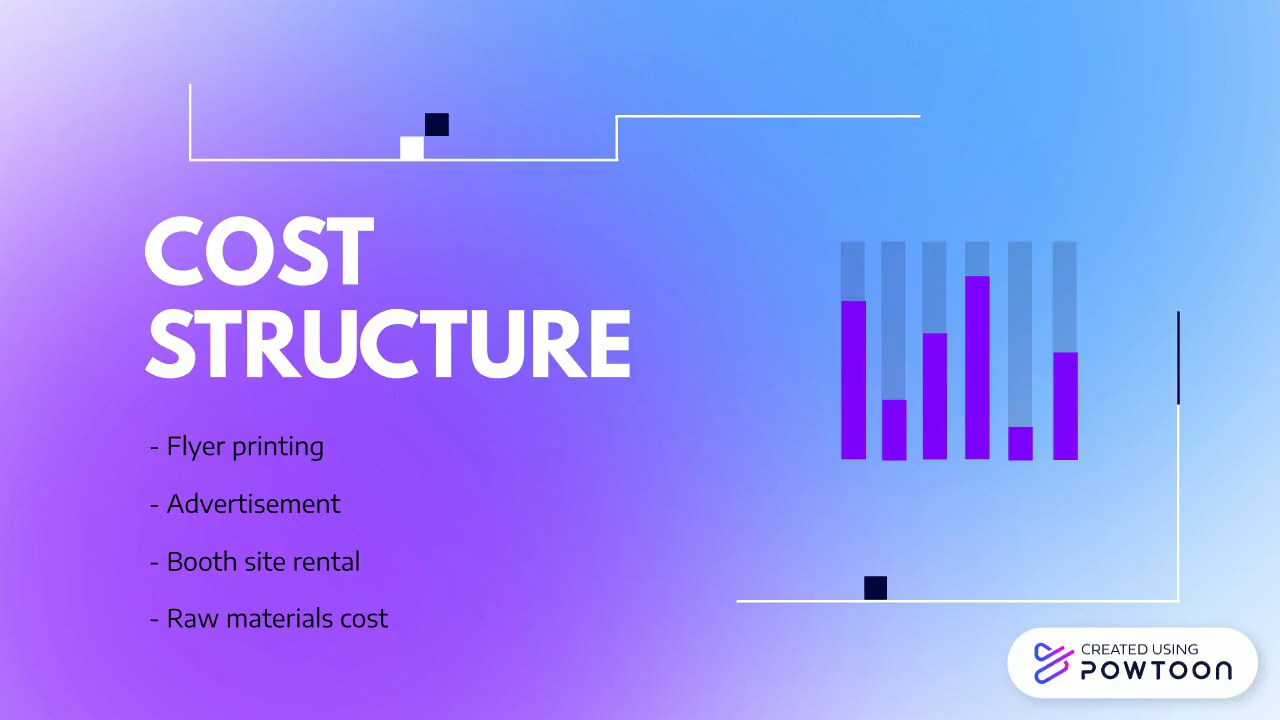 COST
STRUCTURE
- Flyer printing
- Advertisement
- Booth site rental
- Raw materials cost
CREATED USING
POWTOON